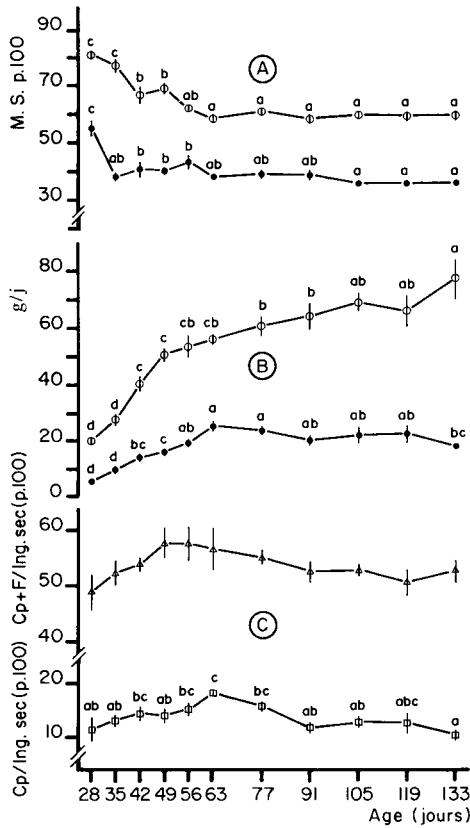 M. S. p.100
90
70
50
30
A
c c b b ab a a a a a a
c ab b b b ab ab ab a a a
g/j
80
60
40
20
0
B
d d c c cb cb b b ab ab a
d d bc c ab a a ab ab ab bc
Cp+F/Ing.sec(p.100)
60
50
40
C
Cp/Ing.sec(p.100)
20
10
ab ab bc ab bc c bc ab ab abc a
28 35 42 49 56 63 77 91 105 119 133
Age (jours)